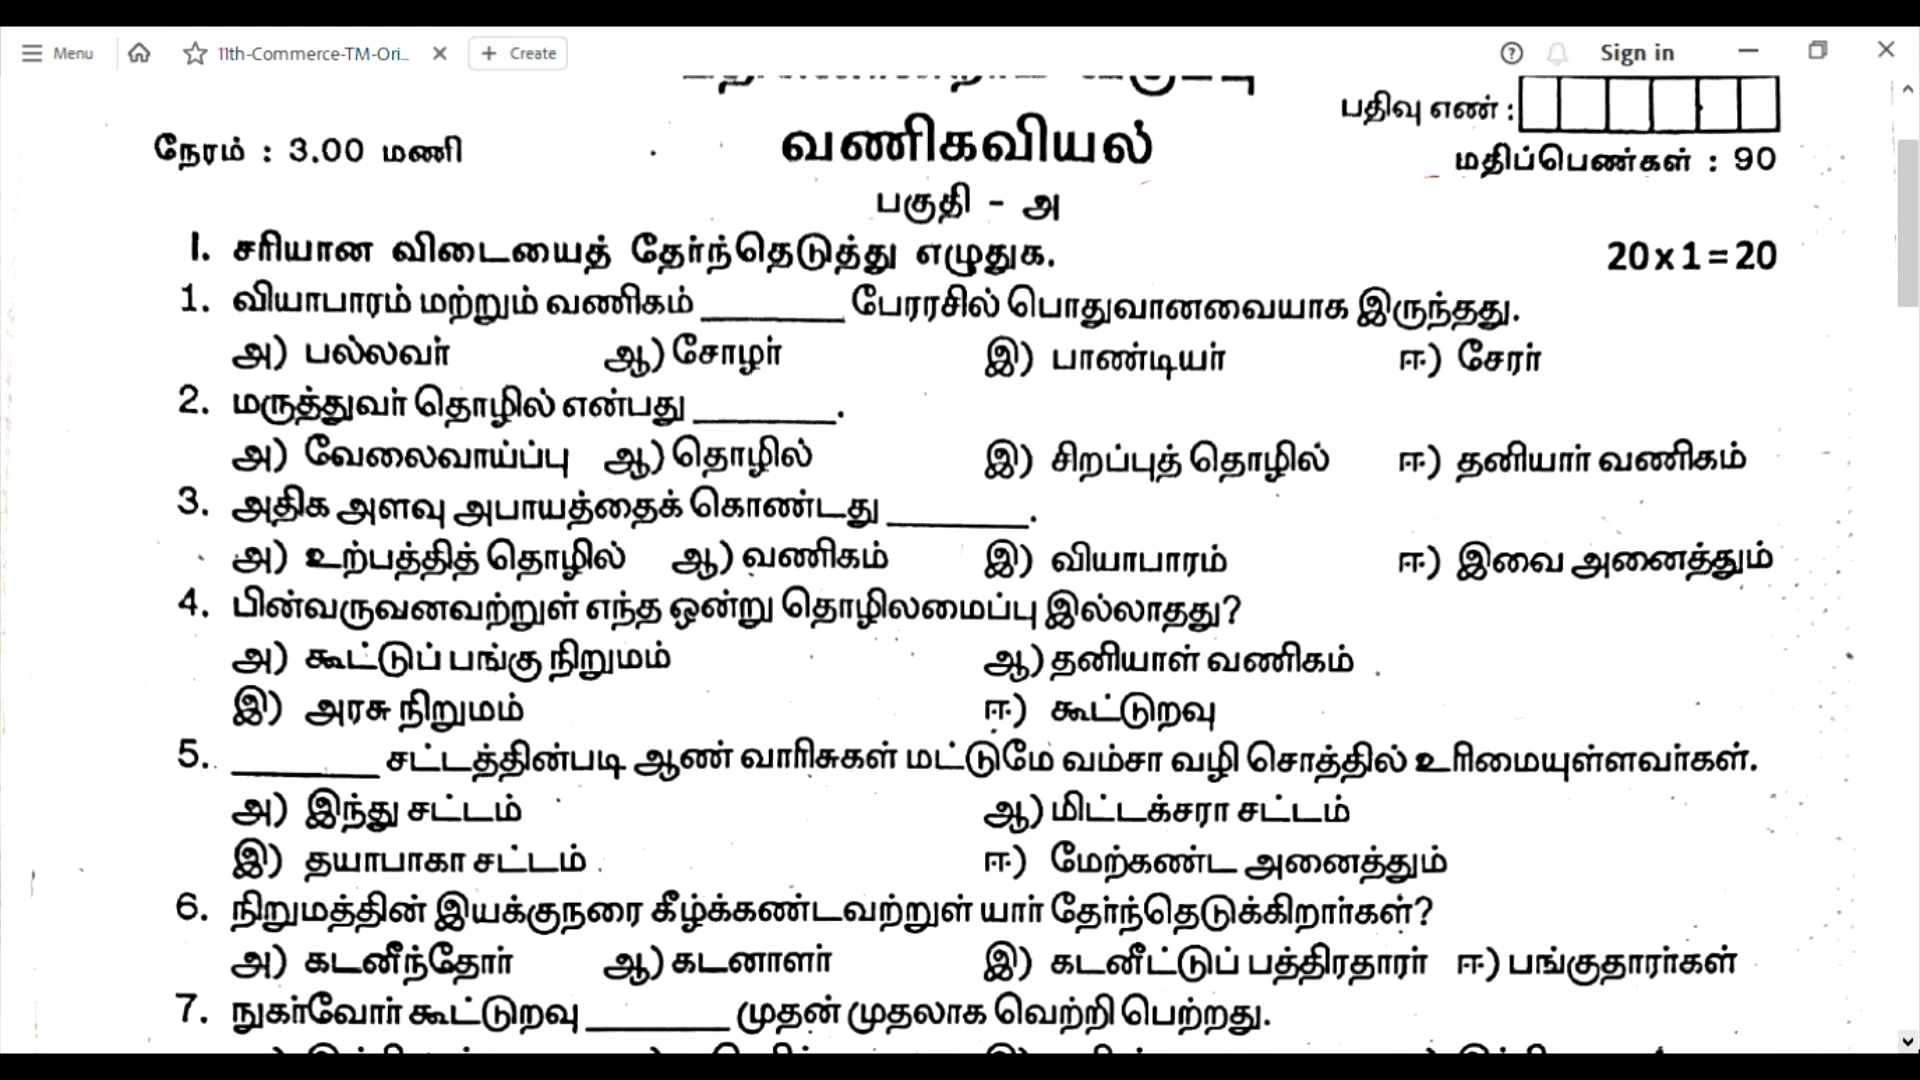 Menu 11th-Commerce-TM-Ori... + Create Sign in
பதிவு எண் :
நேரம் : 3.00 மணி வணிகவியல் மதிப்பெண்கள் : 90
பகுதி - அ
I. சரியான விடையைத் தேர்ந்தெடுத்து எழுதுக. 20x1=20
1. வியாபாரம் மற்றும் வணிகம் ________ பேரரசில் பொதுவானவையாக இருந்தது.
அ) பல்லவர் ஆ) சோழர் இ) பாண்டியர் ஈ) சேரர்
2. மருத்துவர் தொழில் என்பது ________.
அ) வேலைவாய்ப்பு ஆ) தொழில் இ) சிறப்புத் தொழில் ஈ) தனியார் வணிகம்
3. அதிக அளவு அபாயத்தைக் கொண்டது ________.
அ) உற்பத்தித் தொழில் ஆ) வணிகம் இ) வியாபாரம் ஈ) இவை அனைத்தும்
4. பின்வருவனவற்றுள் எந்த ஒன்று தொழிலமைப்பு இல்லாதது?
அ) கூட்டுப் பங்கு நிறுமம் ஆ) தனியாள் வணிகம்
இ) அரசு நிறுமம் ஈ) கூட்டுறவு
5. ________ சட்டத்தின்படி ஆண் வாரிசுகள் மட்டுமே வம்சா வழி சொத்தில் உரிமையுள்ளவர்கள்.
அ) இந்து சட்டம் ஆ) மிட்டக்சரா சட்டம்
இ) தயாபாகா சட்டம் ஈ) மேற்கண்ட அனைத்தும்
6. நிறுமத்தின் இயக்குநரை கீழ்க்கண்டவற்றுள் யார் தேர்ந்தெடுக்கிறார்கள்?
அ) கடனீந்தோர் ஆ) கடனாளர் இ) கடனீட்டுப் பத்திரதாரர் ஈ) பங்குதாரர்கள்
7. நுகர்வோர் கூட்டுறவு ________ முதன் முதலாக வெற்றி பெற்றது.